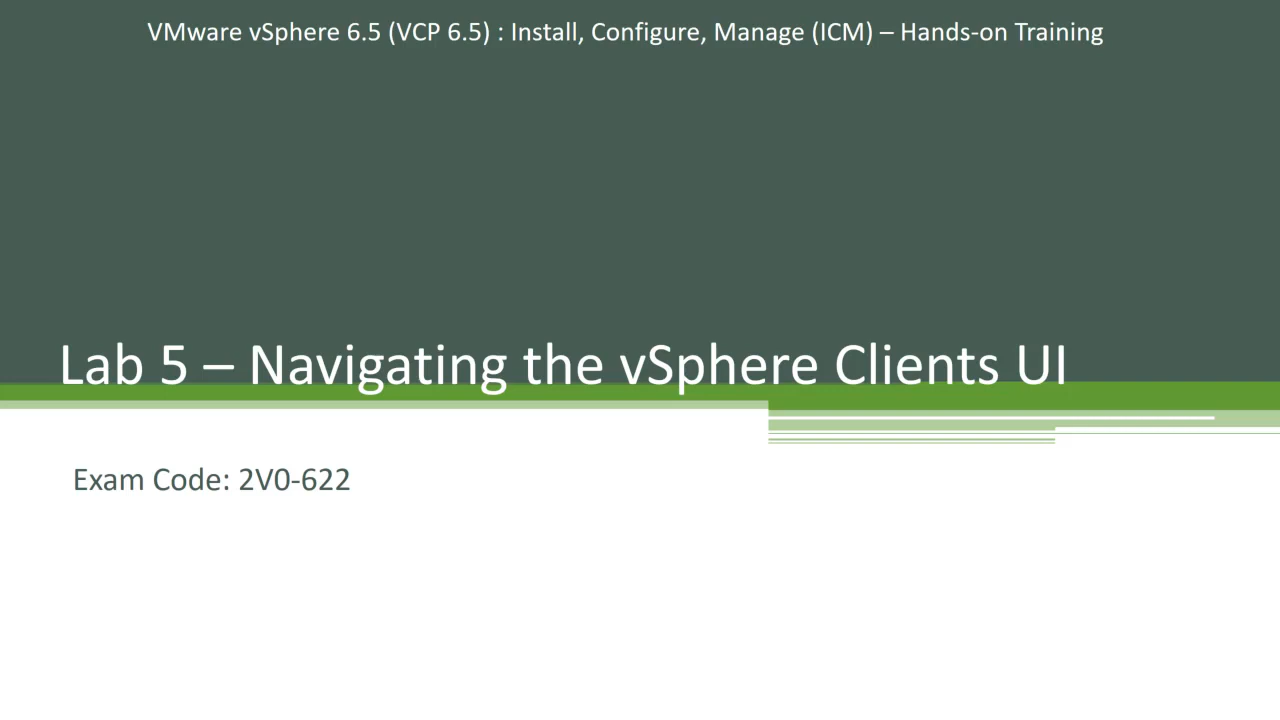 VMware vSphere 6.5 (VCP 6.5) : Install, Configure, Manage (ICM) – Hands-on Training
Lab 5 – Navigating the vSphere Clients UI
Exam Code: 2V0-622